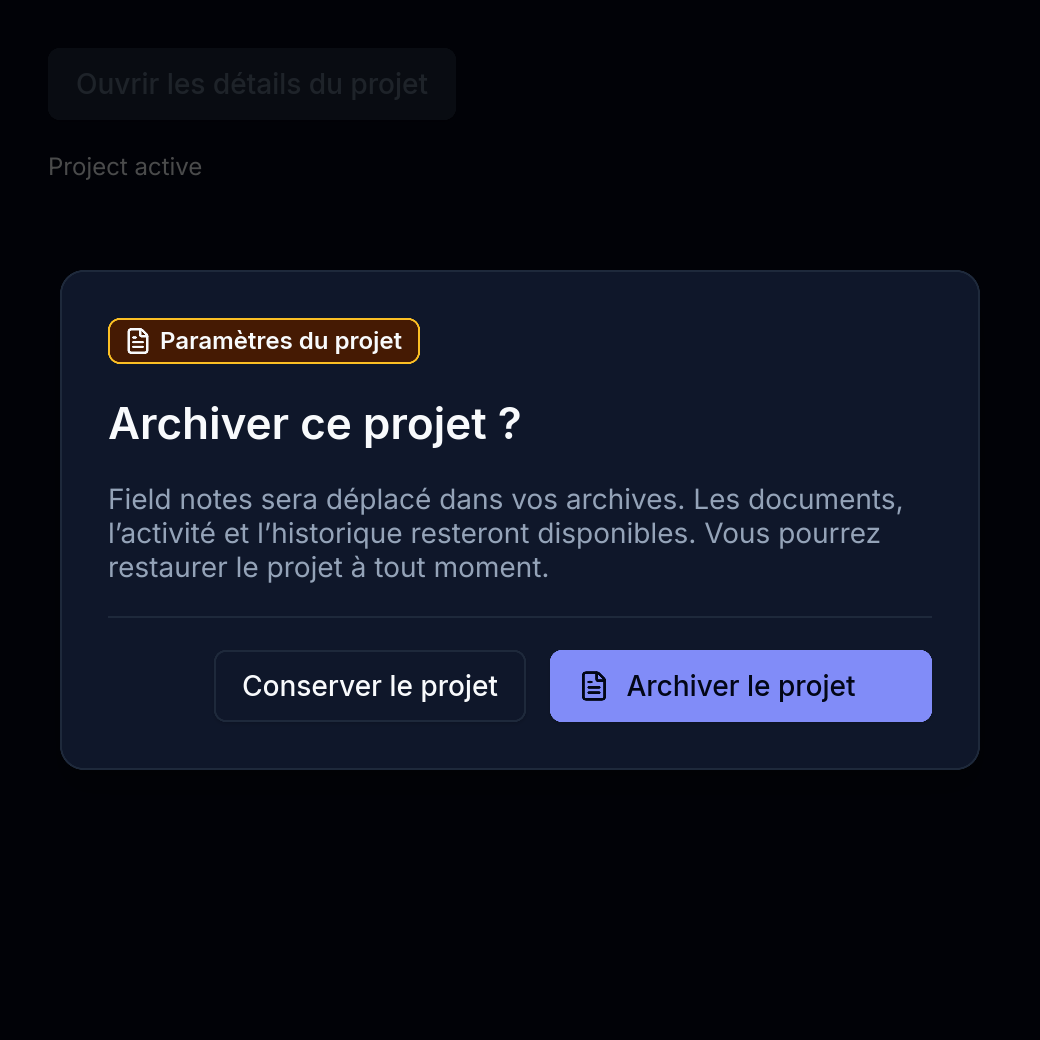 Ouvrir les détails du projet
Project active
Paramètres du projet
Archiver ce projet ?
Field notes sera déplacé dans vos archives. Les documents,
l’activité et l’historique resteront disponibles. Vous pourrez
restaurer le projet à tout moment.
Conserver le projet
Archiver le projet